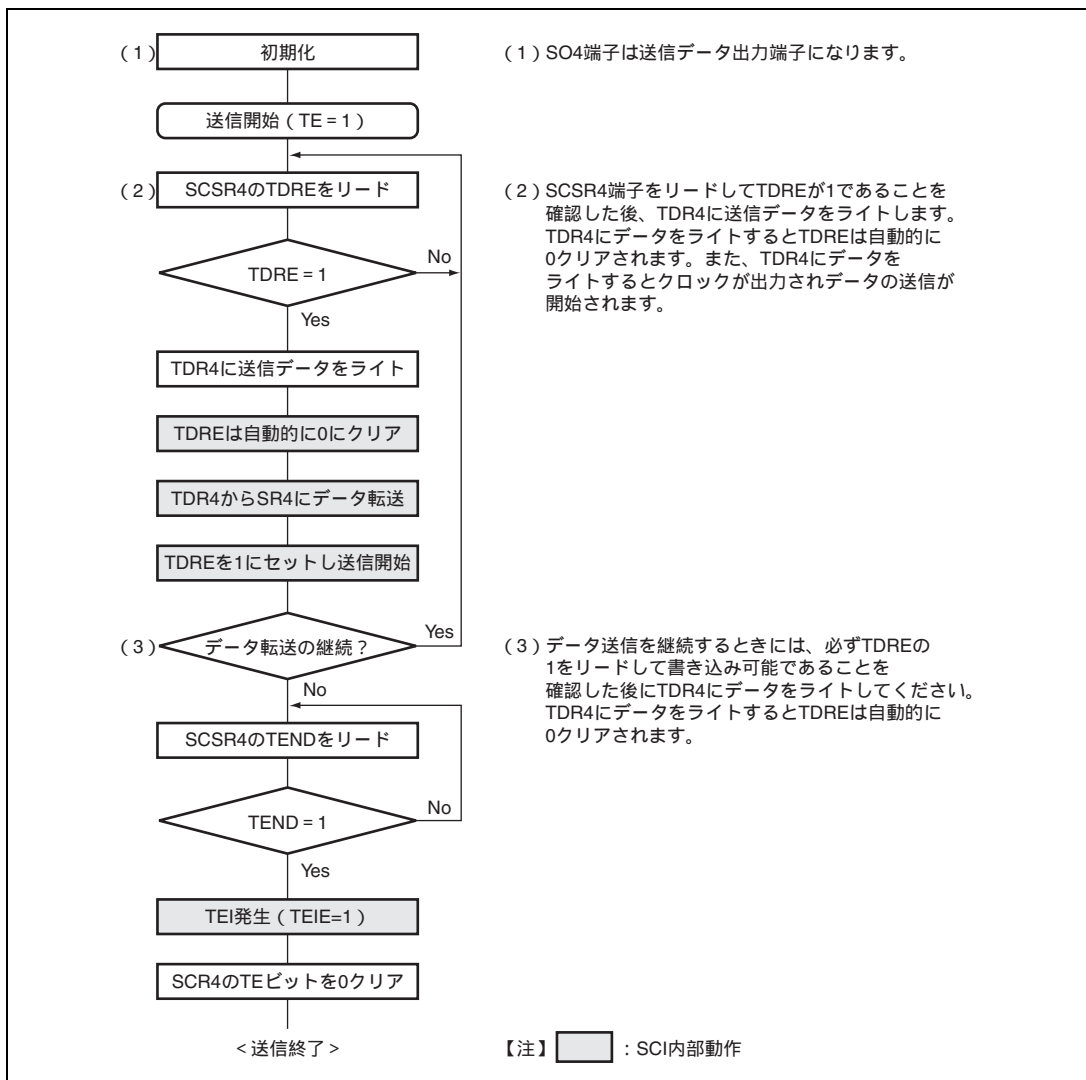 (1) 初期化
(1) SO4端子は送信データ出力端子になります。
送信開始(TE = 1)
(2) SCSR4のTDREをリード
(2) SCSR4端子をリードしてTDREが1であることを
確認した後、TDR4に送信データをライトします。
TDR4にデータをライトするとTDREは自動的に
0クリアされます。また、TDR4にデータを
ライトするとクロックが出力されデータの送信が
開始されます。
TDRE = 1
No
Yes
TDR4に送信データをライト
TDREは自動的に0にクリア
TDR4からSR4にデータ転送
TDREを1にセットし送信開始
(3) データ転送の継続?
Yes
No
(3) データ送信を継続するときには、必ずTDREの
1をリードして書き込み可能であることを
確認した後にTDR4にデータをライトしてください。
TDR4にデータをライトするとTDREは自動的に
0クリアされます。
SCSR4のTENDをリード
TEND = 1
No
Yes
TEI発生(TEIE=1)
SCR4のTEビットを0クリア
<送信終了>
【注】 : SCI内部動作